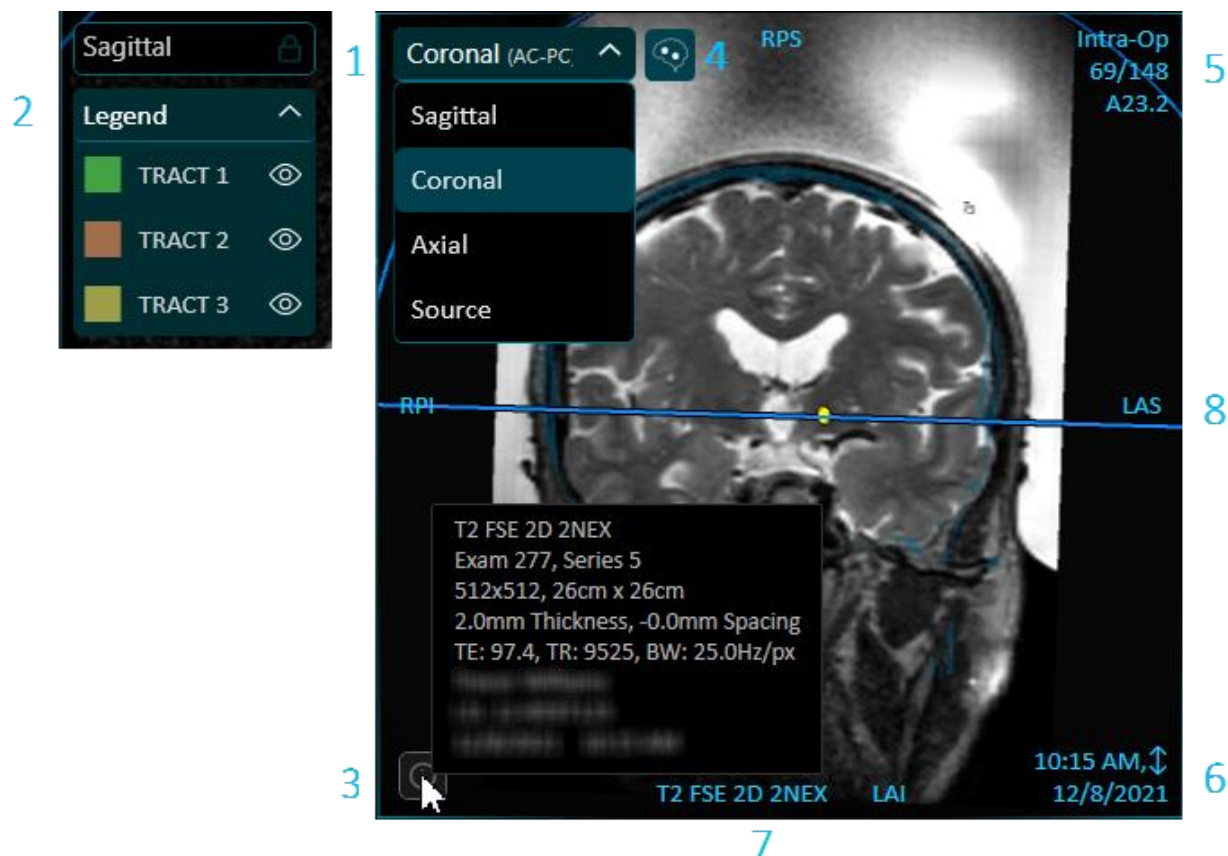 Sagittal
Legend
TRACT 1
TRACT 2
TRACT 3
2
1
Coronal (AC-PC
Sagittal
Coronal
Axial
Source
4
RPS
Intra-Op
69/148
A23.2
5
RPI
LAS
8
T2 FSE 2D 2NEX
Exam 277, Series 5
512x512, 26cm x 26cm
2.0mm Thickness, -0.0mm Spacing
TE: 97.4, TR: 9525, BW: 25.0Hz/px
3
10:15 AM,↕
12/8/2021
6
T2 FSE 2D 2NEX LAI
7